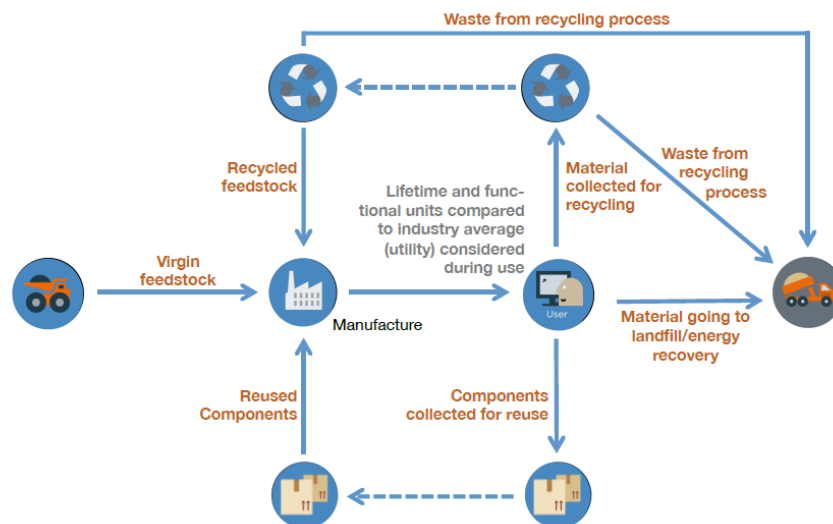 Waste from recycling process
Recycled
feedstock
Material
collected for
recycling
Waste from
recycling
process
Lifetime and func-
tional units compared
to industry average
(utility) considered
during use
Virgin
feedstock
Manufacture
User
Material going to
landfill/energy
recovery
Reused
Components
Components
collected for reuse